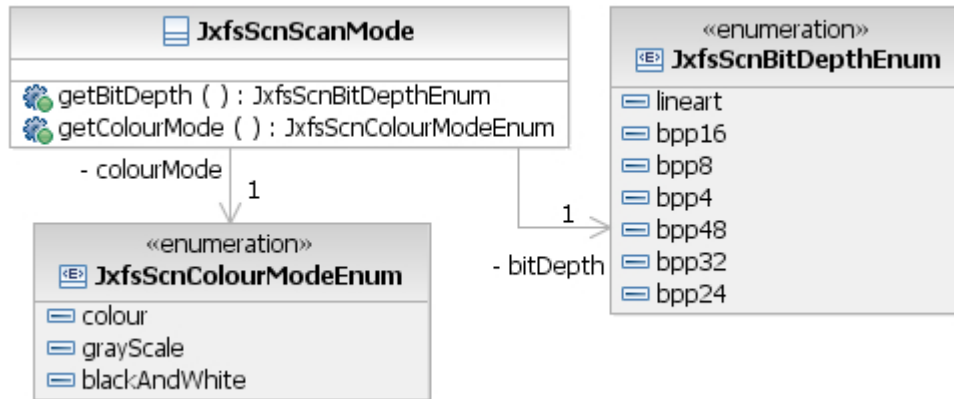 JxfsScnScanMode
getBitDepth ( ) : JxfsScnBitDepthEnum
getColourMode ( ) : JxfsScnColourModeEnum
- colourMode
1
«enumeration»
<E> JxfsScnColourModeEnum
colour
grayScale
blackAndWhite
1
- bitDepth
«enumeration»
<E> JxfsScnBitDepthEnum
lineart
bpp16
bpp8
bpp4
bpp48
bpp32
bpp24